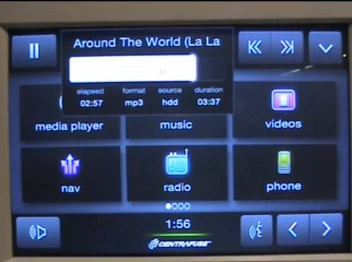 Around The World (La La
elapsed format source duration
02:57 mp3 hdd 03:37
media player music videos
nav radio phone
1:56
CENTRAFUSE